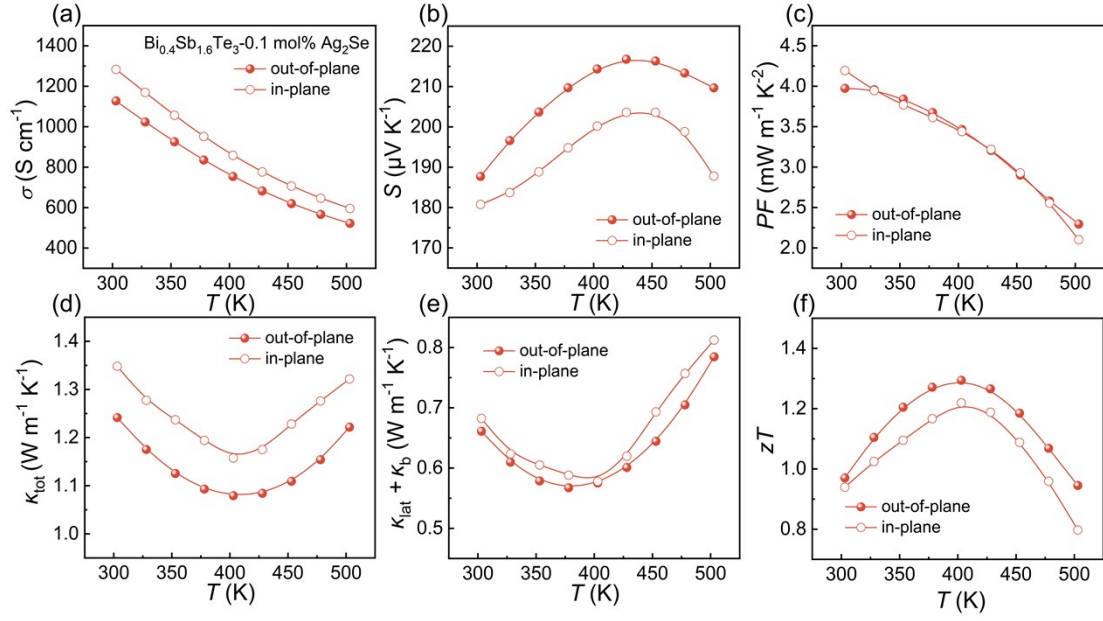 (a)
Bi0.4Sb1.6Te3-0.1 mol% Ag2Se
out-of-plane
in-plane
σ (S cm-1)
1400
1200
1000
800
600
400
300 350 400 450 500
T (K)
(b)
S (μV K-1)
220
210
200
190
180
170
out-of-plane
in-plane
300 350 400 450 500
T (K)
(c)
PF (mW m-1 K-2)
4.5
4.0
3.5
3.0
2.5
2.0
out-of-plane
in-plane
300 350 400 450 500
T (K)
(d)
κtot (W m-1 K-1)
1.4
1.3
1.2
1.1
1.0
out-of-plane
in-plane
300 350 400 450 500
T (K)
(e)
κlat + κb (W m-1 K-1)
0.8
0.7
0.6
0.5
out-of-plane
in-plane
300 350 400 450 500
T (K)
(f)
zT
1.4
1.2
1.0
0.8
out-of-plane
in-plane
300 350 400 450 500
T (K)